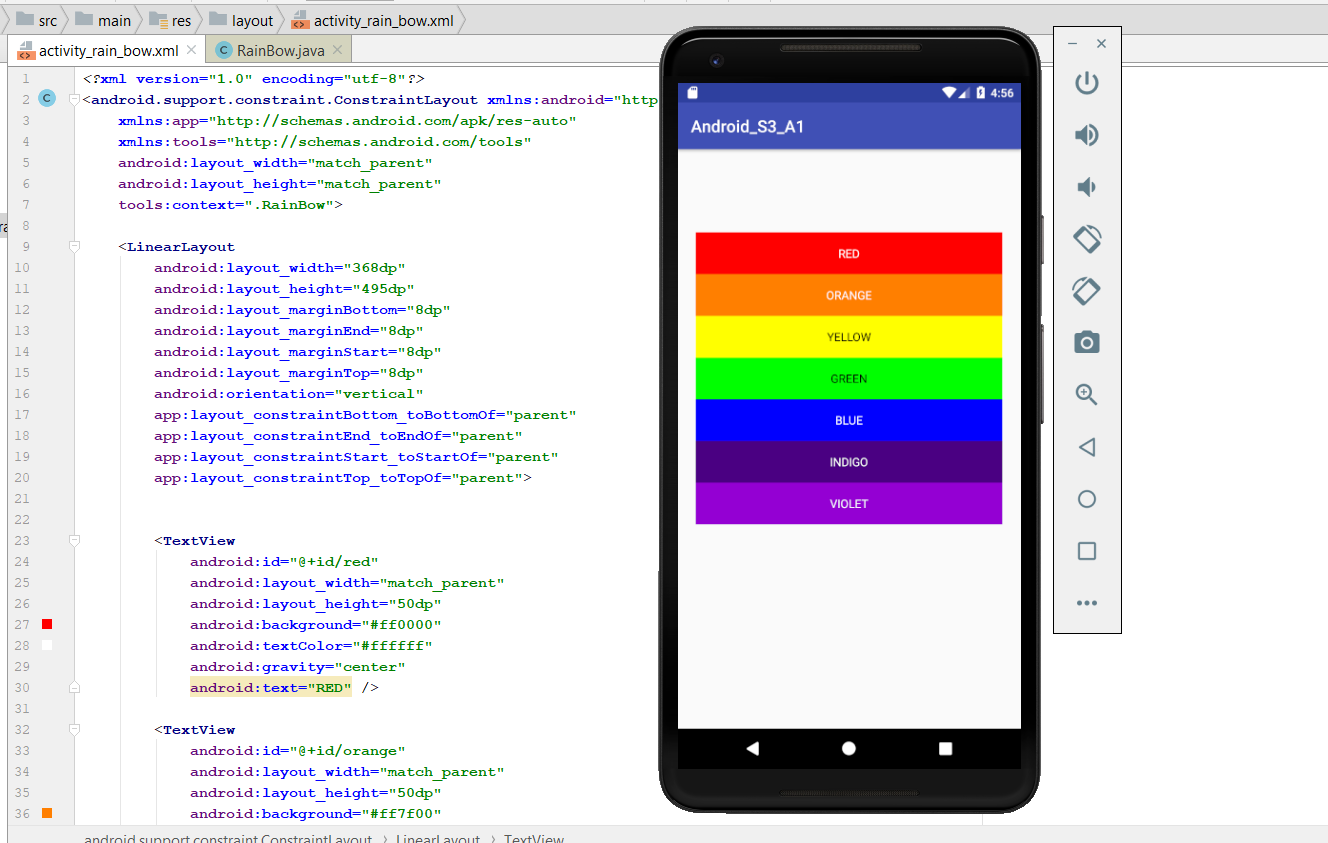 src main res layout activity_rain_bow.xml
activity_rain_bow.xml RainBow.java
1 <?xml version="1.0" encoding="utf-8"?>
2 <android.support.constraint.ConstraintLayout xmlns:android="http
3 xmlns:app="http://schemas.android.com/apk/res-auto"
4 xmlns:tools="http://schemas.android.com/tools"
5 android:layout_width="match_parent"
6 android:layout_height="match_parent"
7 tools:context=".RainBow">
8
9 <LinearLayout
10 android:layout_width="368dp"
11 android:layout_height="495dp"
12 android:layout_marginBottom="8dp"
13 android:layout_marginEnd="8dp"
14 android:layout_marginStart="8dp"
15 android:layout_marginTop="8dp"
16 android:orientation="vertical"
17 app:layout_constraintBottom_toBottomOf="parent"
18 app:layout_constraintEnd_toEndOf="parent"
19 app:layout_constraintStart_toStartOf="parent"
20 app:layout_constraintTop_toTopOf="parent">
21
22
23 <TextView
24 android:id="@+id/red"
25 android:layout_width="match_parent"
26 android:layout_height="50dp"
27 android:background="#ff0000"
28 android:textColor="#ffffff"
29 android:gravity="center"
30 android:text="RED" />
31
32 <TextView
33 android:id="@+id/orange"
34 android:layout_width="match_parent"
35 android:layout_height="50dp"
36 android:background="#ff7f00"
android.support.constraint.ConstraintLayout LinearLayout TextView
C
C
ra
4:56
Android_S3_A1
RED
ORANGE
YELLOW
GREEN
BLUE
INDIGO
VIOLET